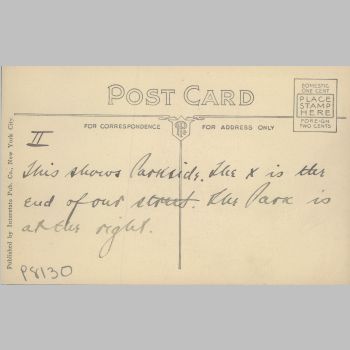 POST CARD
DOMESTIC
ONE CENT
PLACE
STAMP
HERE
FOREIGN
TWO CENTS
FOR CORRESPONDENCE
FOR ADDRESS ONLY
II
This shows Parkside. The x is the
end of our street. The Park is
at the right.
P8130
Published by Interstate Pub. Co., New York City.